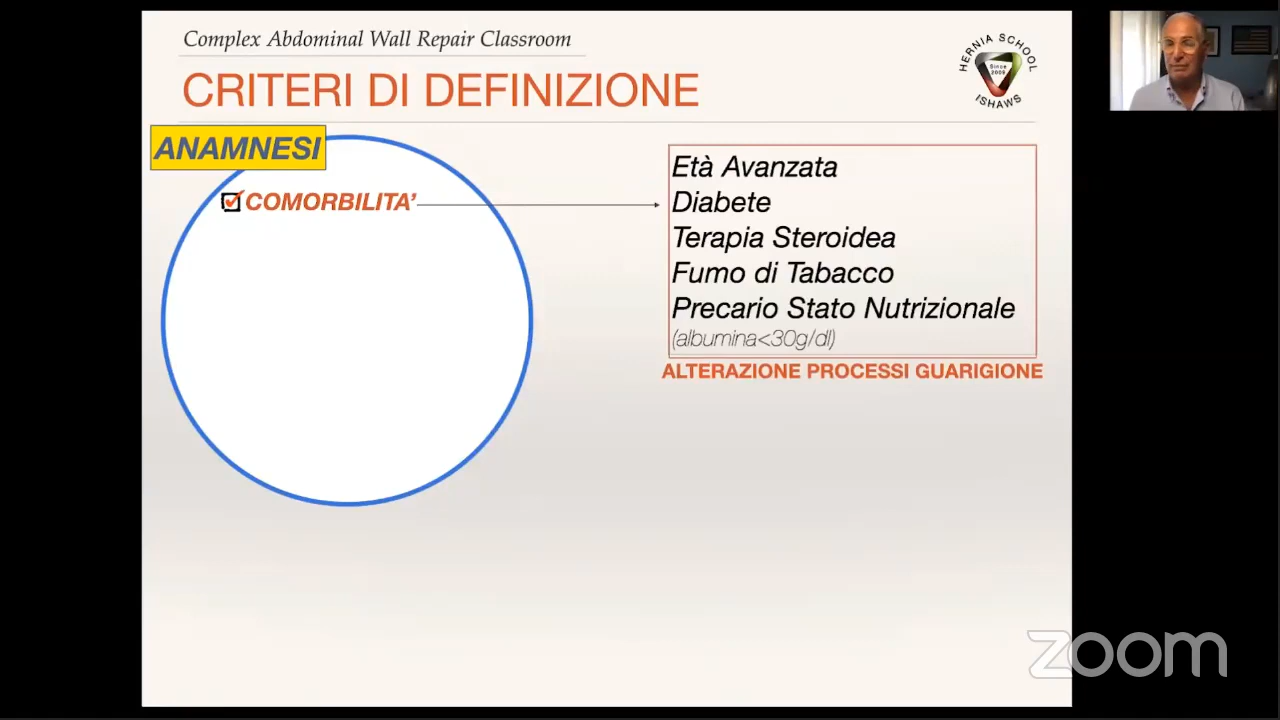 Complex Abdominal Wall Repair Classroom
CRITERI DI DEFINIZIONE
HERNIA SCHOOL
Since
2009
ISHAWS
ANAMNESI
COMORBILITA’
Età Avanzata
Diabete
Terapia Steroidea
Fumo di Tabacco
Precario Stato Nutrizionale
(albumina<30g/dl)
ALTERAZIONE PROCESSI GUARIGIONE
zoom